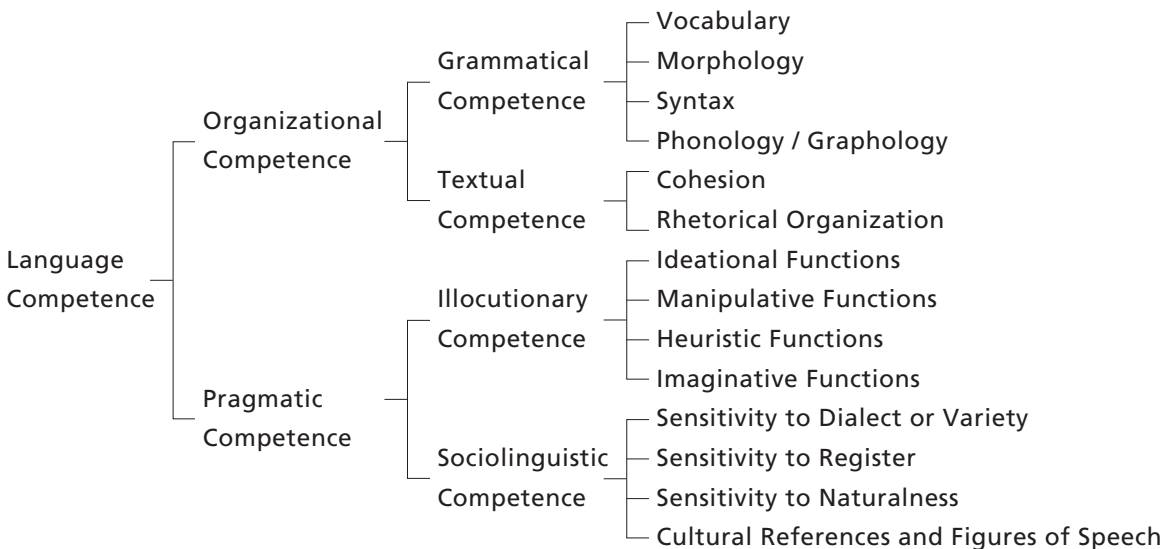 Vocabulary
Grammatical
Competence
Morphology
Syntax
Phonology / Graphology
Organizational
Competence
Textual
Competence
Cohesion
Rhetorical Organization
Language
Competence
Ideational Functions
Illocutionary
Competence
Manipulative Functions
Heuristic Functions
Imaginative Functions
Pragmatic
Competence
Sociolinguistic
Competence
Sensitivity to Dialect or Variety
Sensitivity to Register
Sensitivity to Naturalness
Cultural References and Figures of Speech